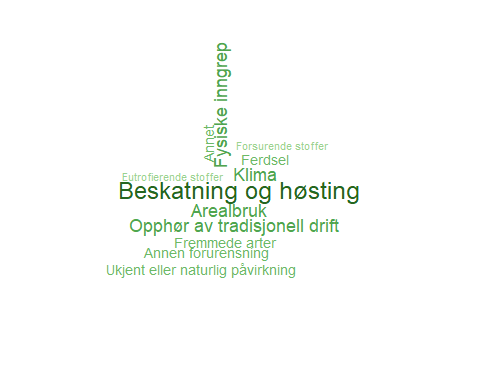 Fysiske inngrep
Annet
Forsurende stoffer
Ferdsel
Klima
Eutrofierende stoffer
Beskatning og høsting
Arealbruk
Opphør av tradisjonell drift
Fremmede arter
Annen forurensning
Ukjent eller naturlig påvirkning